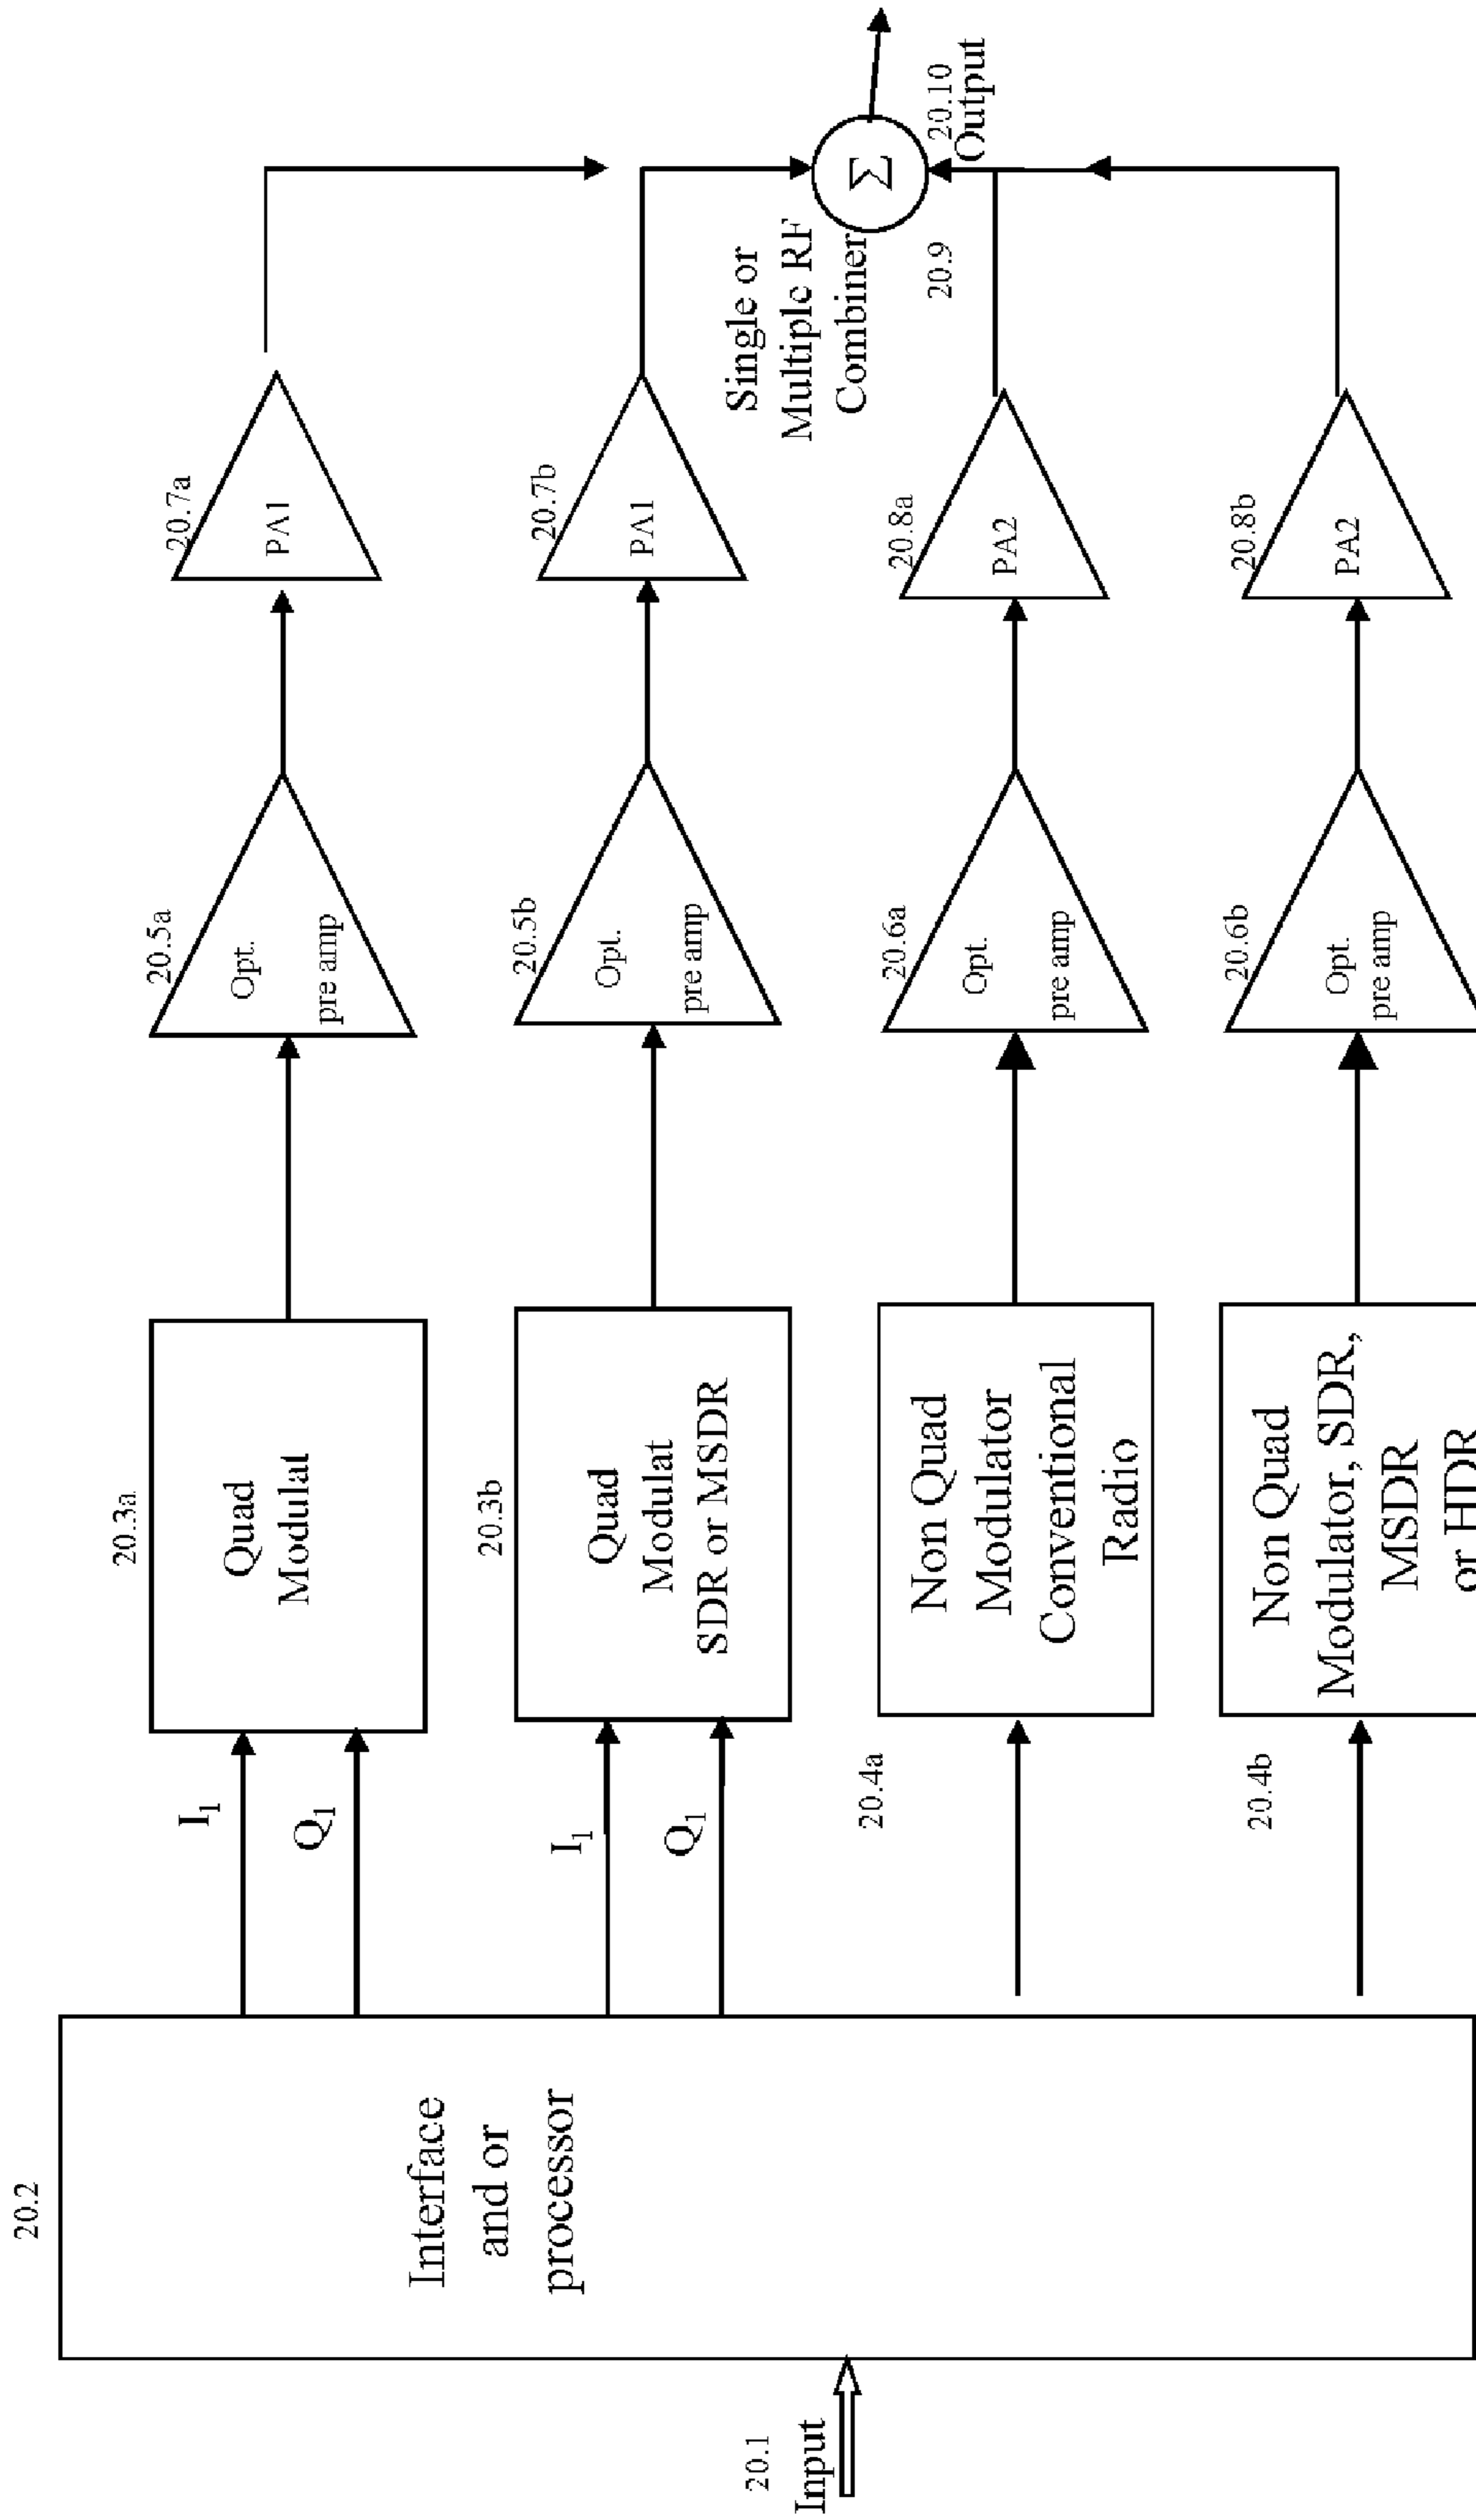 20.1
Input
20.2
Interface
and or
processor
I1
Q1
I1
Q1
20.3a
Quad
Modulat
20.3b
Quad
Modulat
SDR or MSDR
20.4a
Non Quad
Modulator
Conventional
Radio
20.4b
Non Quad
Modulator, SDR,
MSDR
or HDR
20.5a
Opt.
pre amp
20.5b
Opt.
pre amp
20.6a
Opt.
pre amp
20.6b
Opt.
pre amp
20.7a
PA1
20.7b
PA1
20.8a
PA2
20.8b
PA2
Single or
Multiple RF
Combiner
20.9
Σ
20.10
Output